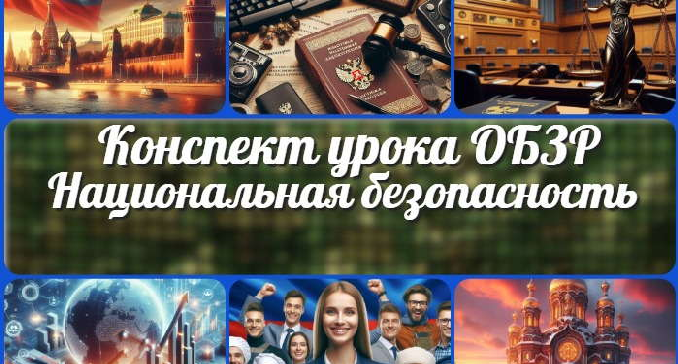 Конспект урока ОБЗР
Национальная безопасность